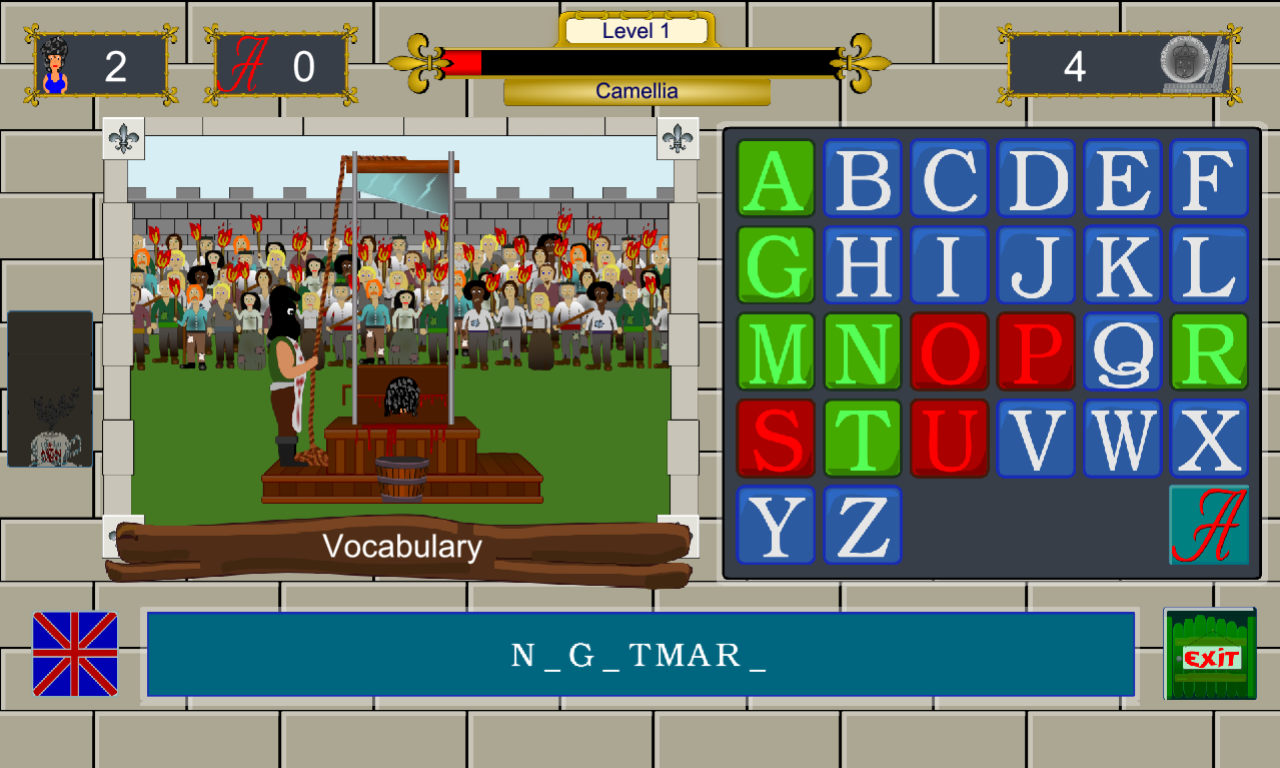 2
A 0
Level 1
Camellia
4
A B C D E F
G H I J K L
M N O P Q R
S T U V W X
Y Z A
Vocabulary
N _ G _ TMAR _
EXIT